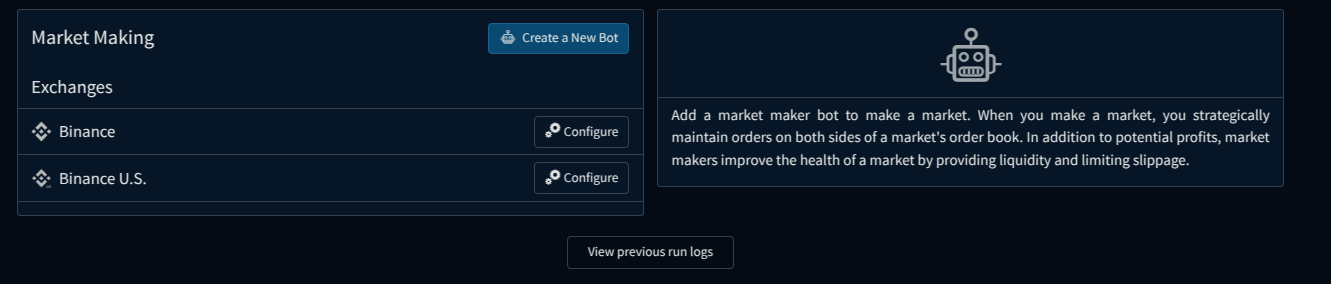 Market Making
Create a New Bot
Exchanges
Binance
Configure
Binance U.S.
Configure
Add a market maker bot to make a market. When you make a market, you strategically
maintain orders on both sides of a market's order book. In addition to potential profits, market
makers improve the health of a market by providing liquidity and limiting slippage.
View previous run logs